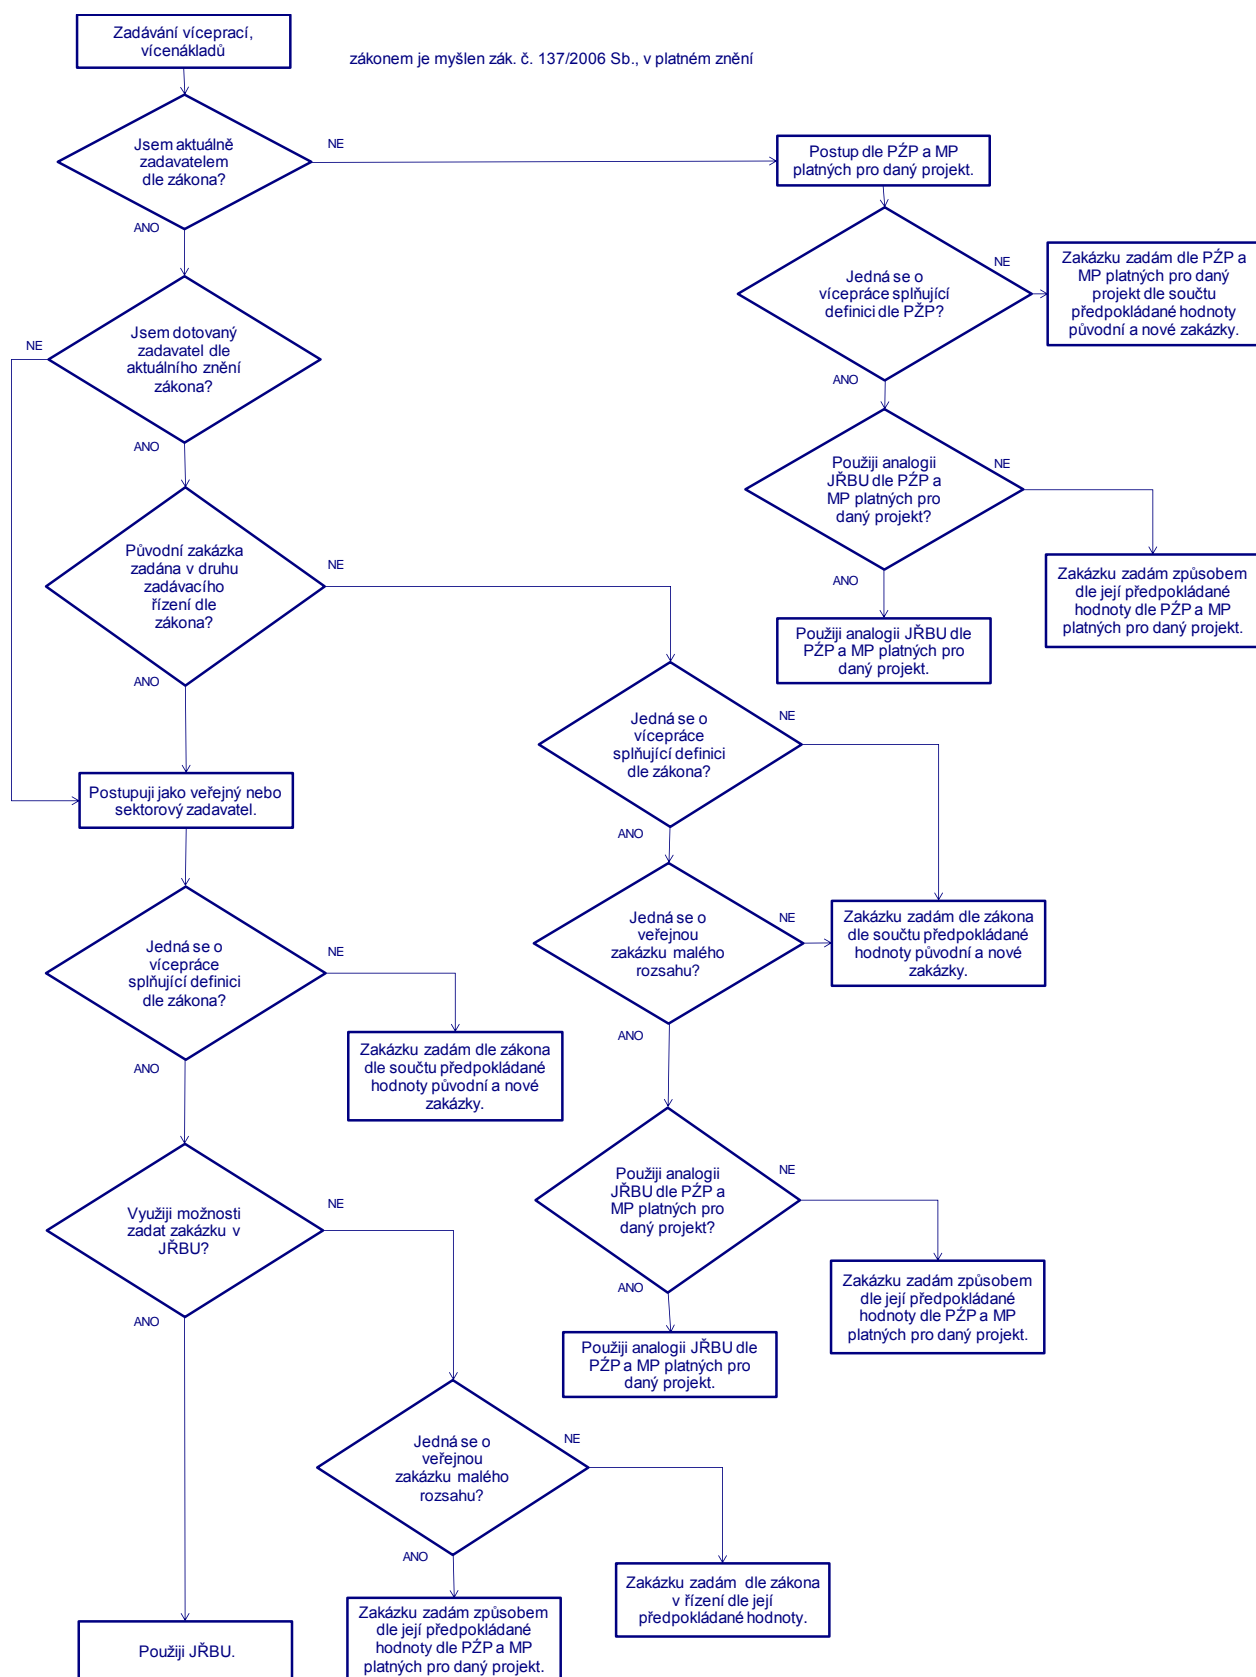 Zadávání víceprací,
vícenákladů
zákonem je myšlen zák. č. 137/2006 Sb., v platném znění
Jsem aktuálně
zadavatelem
dle zákona?
NE
ANO
Postup dle PŹP a MP
platných pro daný projekt.
Jedná se o
vícepráce splňující
definici dle PŽP?
NE
ANO
Zakázku zadám dle PŹP a
MP platných pro daný
projekt dle součtu
předpokládané hodnoty
původní a nové zakázky.
Jsem dotovaný
zadavatel dle
aktuálního znění
zákona?
NE
ANO
Použiji analogii
JŘBU dle PŹP a
MP platných pro
daný projekt?
NE
ANO
Zakázku zadám způsobem
dle její předpokládané
hodnoty dle PŹP a MP
platných pro daný projekt.
Použiji analogii JŘBU dle
PŹP a MP platných pro
daný projekt.
Původní zakázka
zadána v druhu
zadávacího
řízení dle
zákona?
NE
ANO
Jedná se o
vícepráce
splňující definici
dle zákona?
NE
ANO
Postupuji jako veřejný nebo
sektorový zadavatel.
Jedná se o
veřejnou
zakázku malého
rozsahu?
NE
ANO
Zakázku zadám dle zákona
dle součtu předpokládané
hodnoty původní a nové
zakázky.
Jedná se o
vícepráce
splňující definici
dle zákona?
NE
ANO
Zakázku zadám dle zákona
dle součtu předpokládané
hodnoty původní a nové
zakázky.
Použiji analogii
JŘBU dle PŹP a
MP platných pro
daný projekt?
NE
ANO
Zakázku zadám způsobem
dle její předpokládané
hodnoty dle PŹP a MP
platných pro daný projekt.
Použiji analogii JŘBU dle
PŹP a MP platných pro
daný projekt.
Využiji možnosti
zadat zakázku v
JŘBU?
NE
ANO
Jedná se o
veřejnou
zakázku malého
rozsahu?
NE
ANO
Zakázku zadám dle zákona
v řízení dle její
předpokládané hodnoty.
Zakázku zadám způsobem
dle její předpokládané
hodnoty dle PŹP a MP
platných pro daný projekt.
Použiji JŘBU.